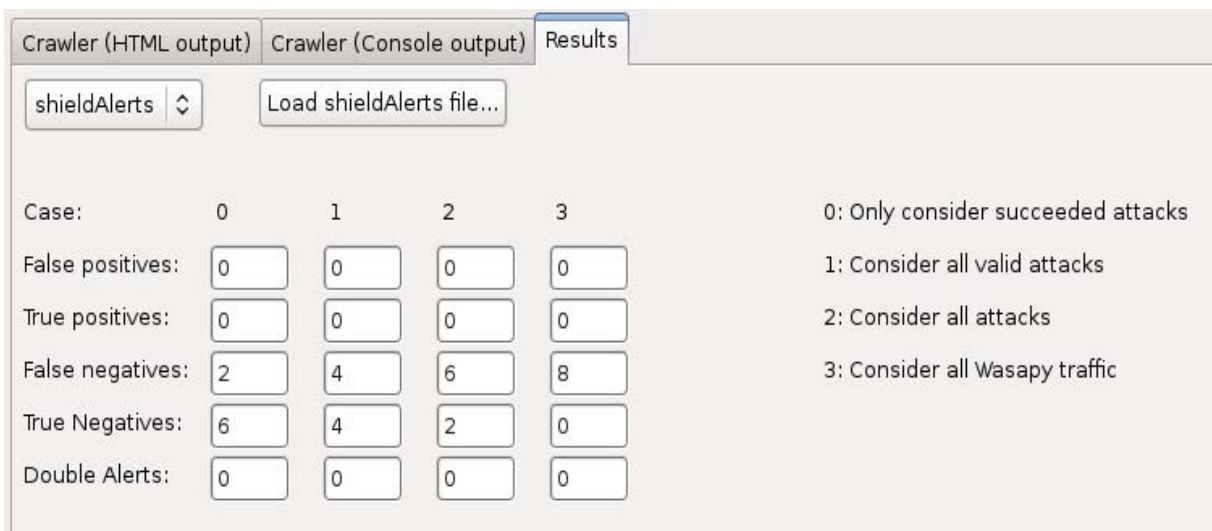 Crawler (HTML output) Crawler (Console output) Results
shieldAlerts Load shieldAlerts file...
Case: 0 1 2 3 0: Only consider succeeded attacks
False positives: 0 0 0 0 1: Consider all valid attacks
True positives: 0 0 0 0 2: Consider all attacks
False negatives: 2 4 6 8 3: Consider all Wasapy traffic
True Negatives: 6 4 2 0
Double Alerts: 0 0 0 0